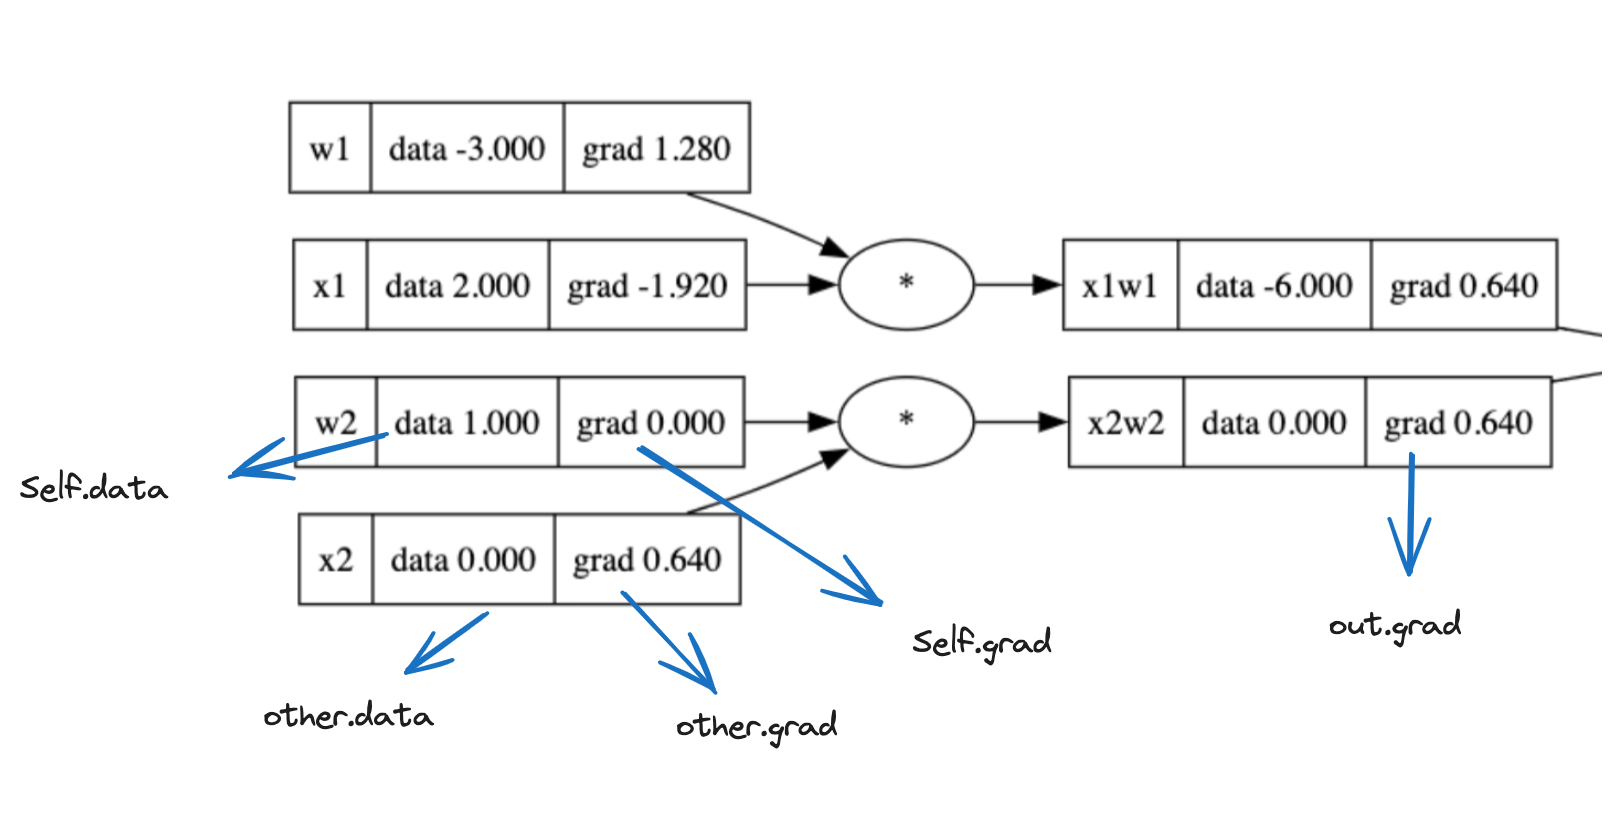 w1 data -3.000 grad 1.280
x1 data 2.000 grad -1.920
*
x1w1 data -6.000 grad 0.640
w2 data 1.000 grad 0.000
*
x2w2 data 0.000 grad 0.640
Self.data
x2 data 0.000 grad 0.640
Self.grad
out.grad
other.data
other.grad